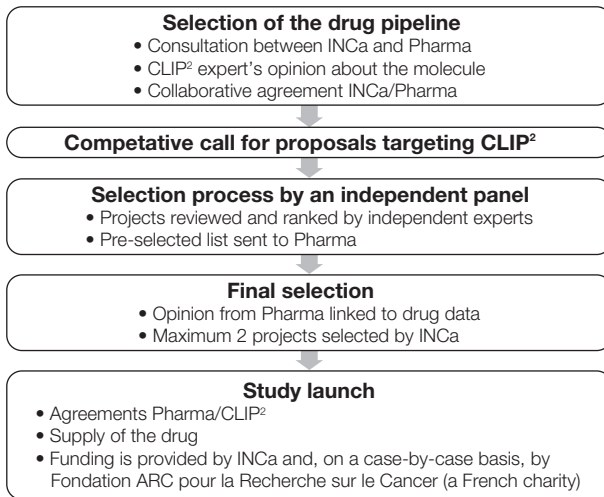 Selection of the drug pipeline
• Consultation between INCa and Pharma
• CLIP² expert's opinion about the molecule
• Collaborative agreement INCa/Pharma
Competative call for proposals targeting CLIP²
Selection process by an independent panel
• Projects reviewed and ranked by independent experts
• Pre-selected list sent to Pharma
Final selection
• Opinion from Pharma linked to drug data
• Maximum 2 projects selected by INCa
Study launch
• Agreements Pharma/CLIP²
• Supply of the drug
• Funding is provided by INCa and, on a case-by-case basis, by
Fondation ARC pour la Recherche sur le Cancer (a French charity)